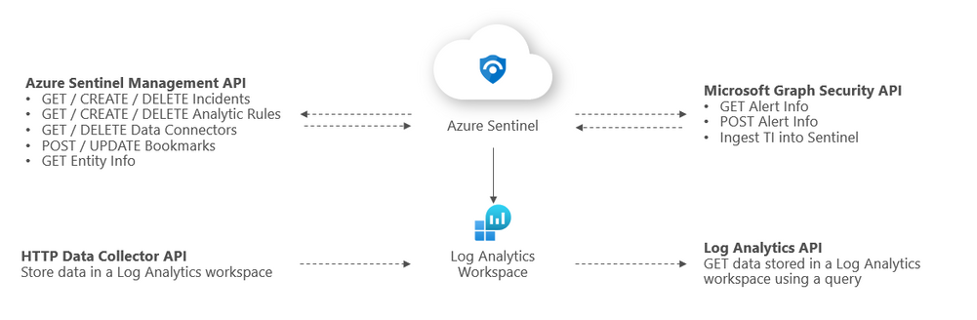 Azure Sentinel Management API
• GET / CREATE / DELETE Incidents
• GET / CREATE / DELETE Analytic Rules
• GET / DELETE Data Connectors
• POST / UPDATE Bookmarks
• GET Entity Info
Azure Sentinel
Microsoft Graph Security API
• GET Alert Info
• POST Alert Info
• Ingest TI into Sentinel
HTTP Data Collector API
Store data in a Log Analytics workspace
Log Analytics
Workspace
Log Analytics API
GET data stored in a Log Analytics
workspace using a query